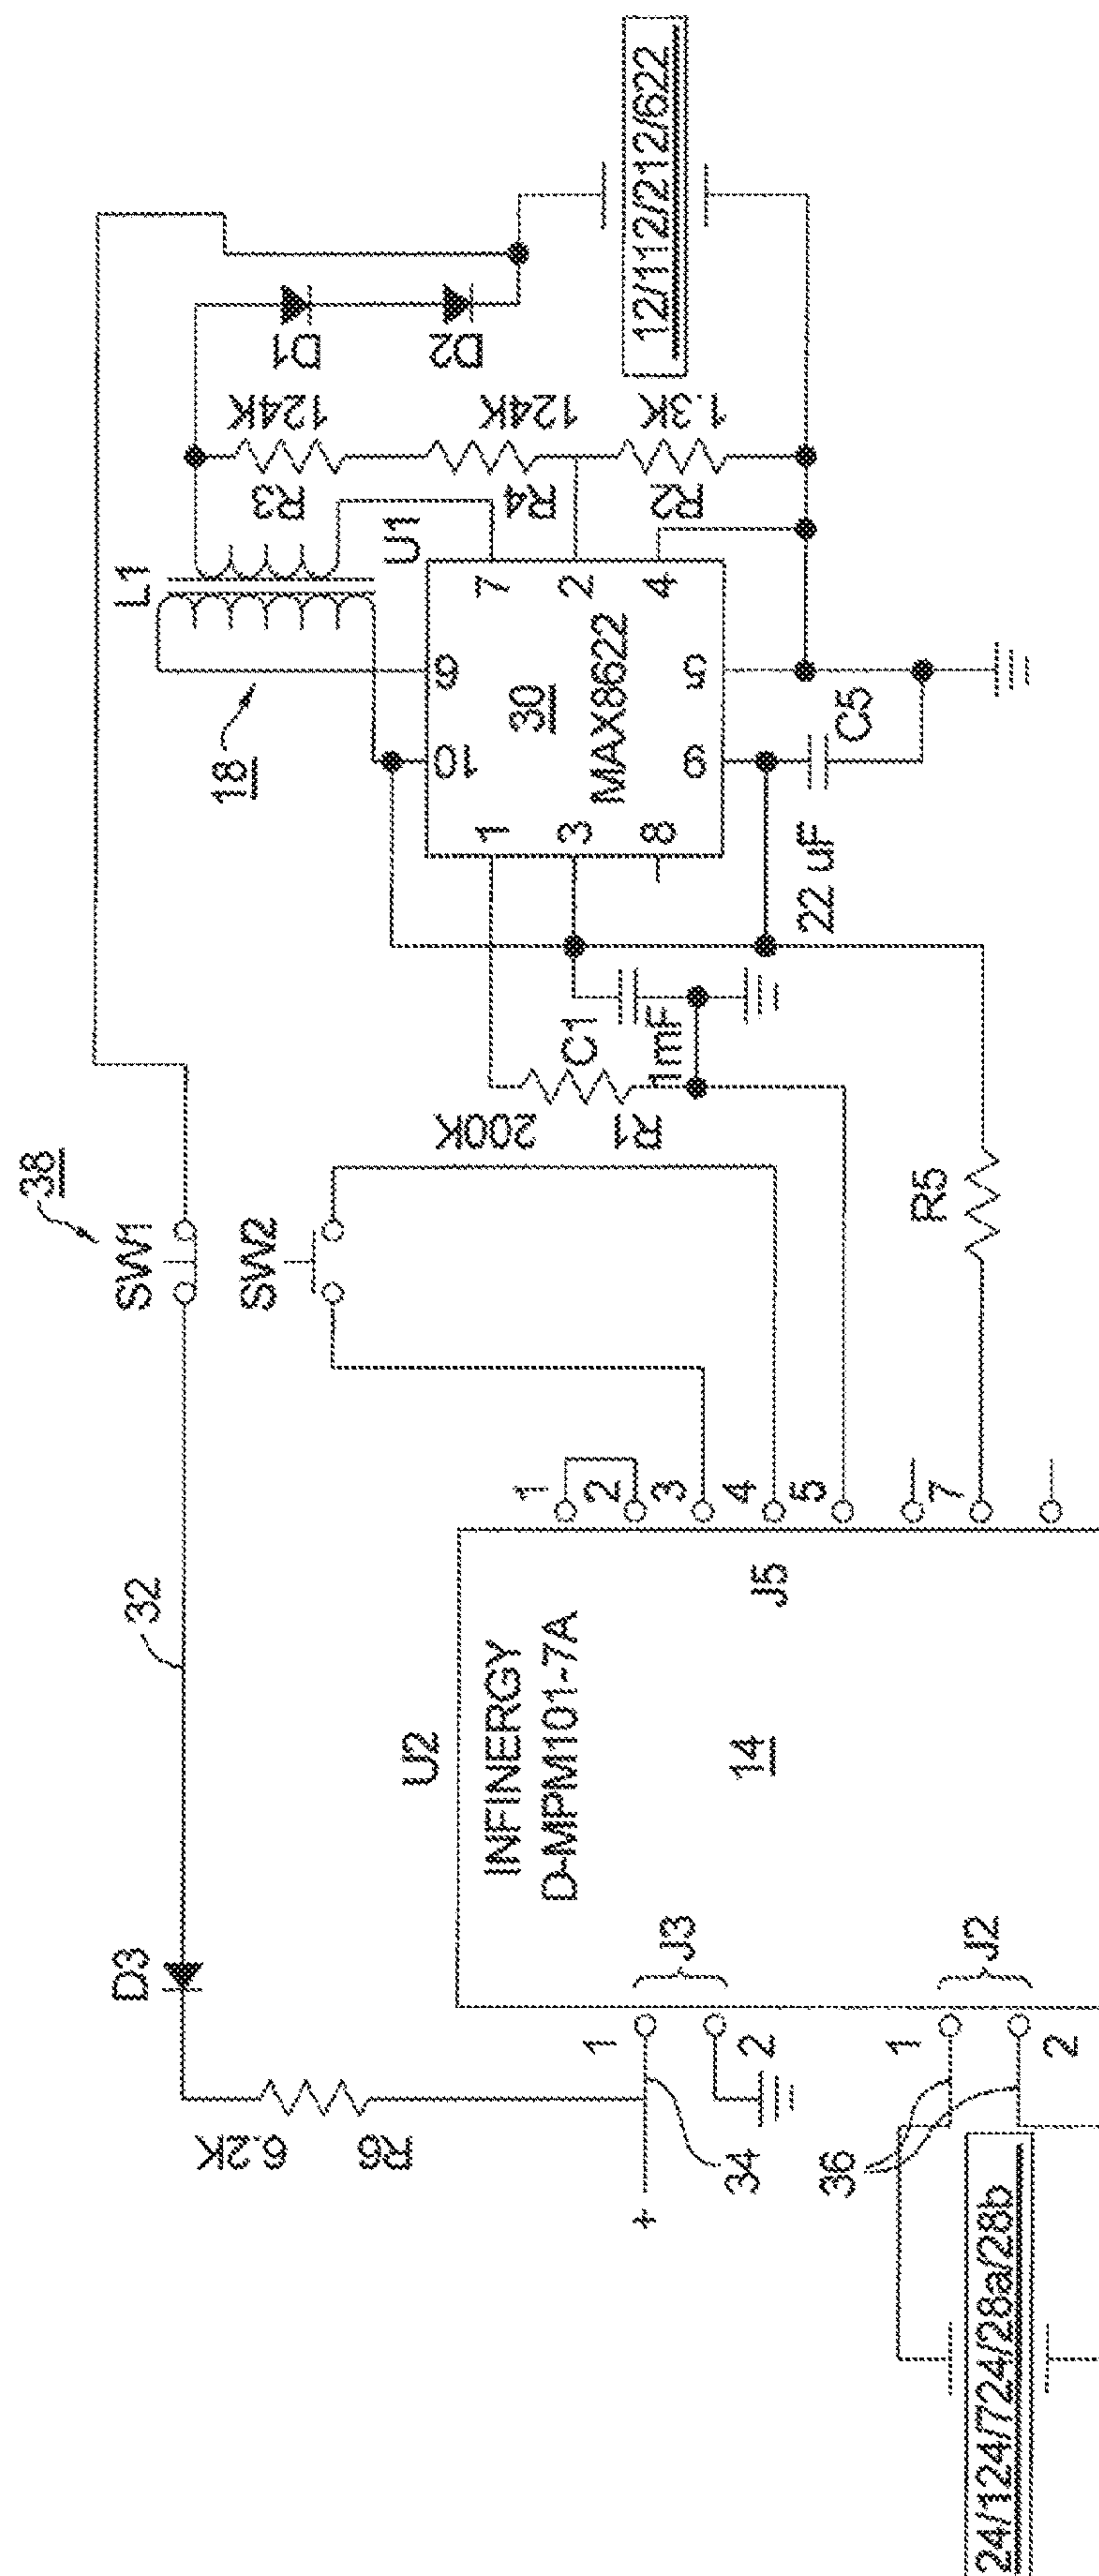 38
SW1
SW2
32
D3
6.2K
R6
U2
INFINERGY
D-MPM101-7A
14
J3
J2
J5
1
2
1
2
+
34
36
24/124/724/28a/28b
1
2
3
4
5
7
R5
200K
R1
C1
1mF
22 uF
C5
18
L1
U1
30
MAX8622
10
6
1
3
8
9
5
7
2
4
R3
124K
R4
124K
R2
1.3K
D1
D2
12/112/212/622